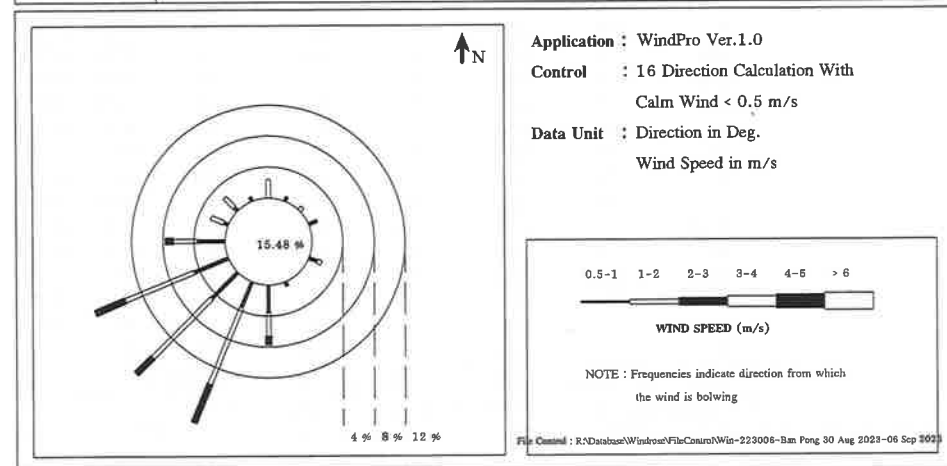 N
Application : WindPro Ver.1.0
Control : 16 Direction Calculation With
Calm Wind < 0.5 m/s
Data Unit : Direction in Deg.
Wind Speed in m/s
15.48 %
4 % 8 % 12 %
0.5-1 1-2 2-3 3-4 4-5 > 6
WIND SPEED (m/s)
NOTE : Frequencies indicate direction from which
the wind is bolwing
File Control : R:\Database\Windrose\FileControl\Win-223006-Ban Pong 30 Aug 2023-06 Sep 2023